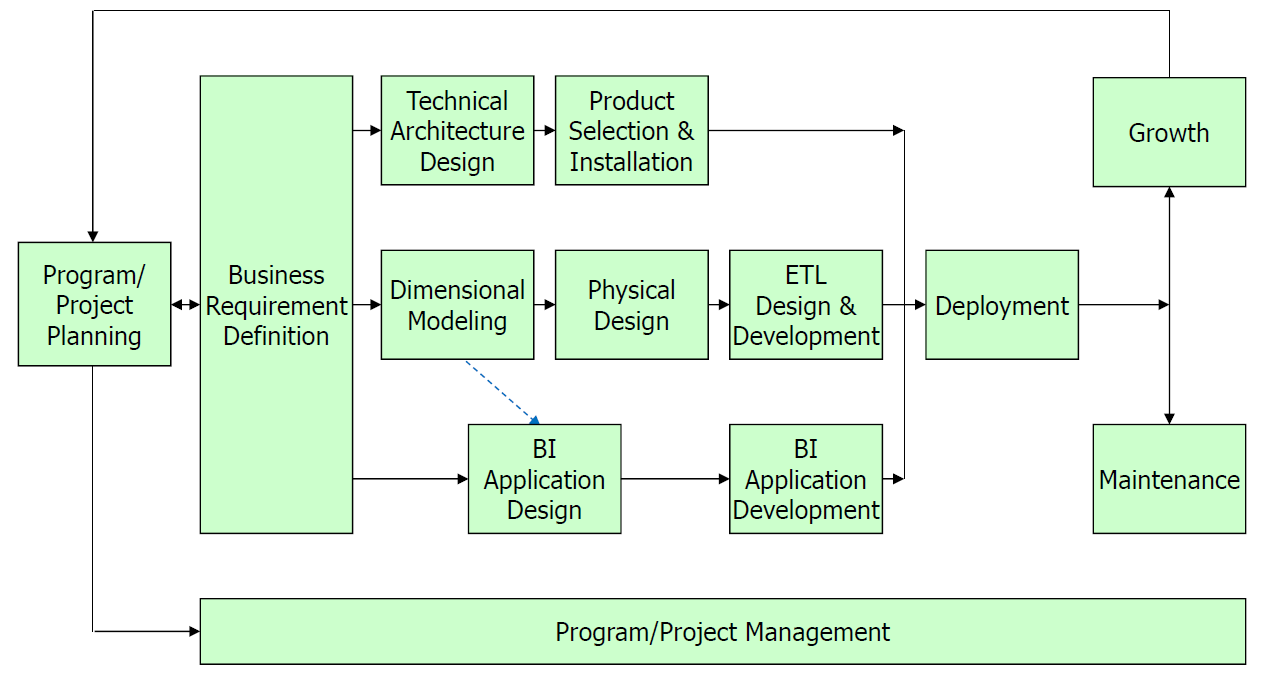 Technical
Architecture
Design
Product
Selection &
Installation
Growth
Program/
Project
Planning
Business
Requirement
Definition
Dimensional
Modeling
Physical
Design
ETL
Design &
Development
Deployment
BI
Application
Design
BI
Application
Development
Maintenance
Program/Project Management